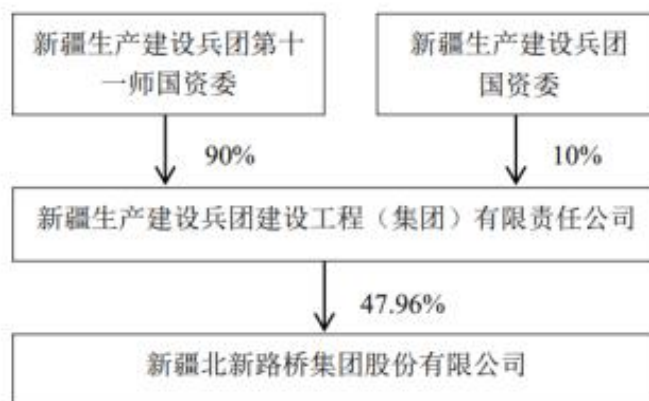 新疆生产建设兵团第十
一师国资委
新疆生产建设兵团
国资委
90%
10%
新疆生产建设兵团建设工程（集团）有限责任公司
47.96%
新疆北新路桥集团股份有限公司